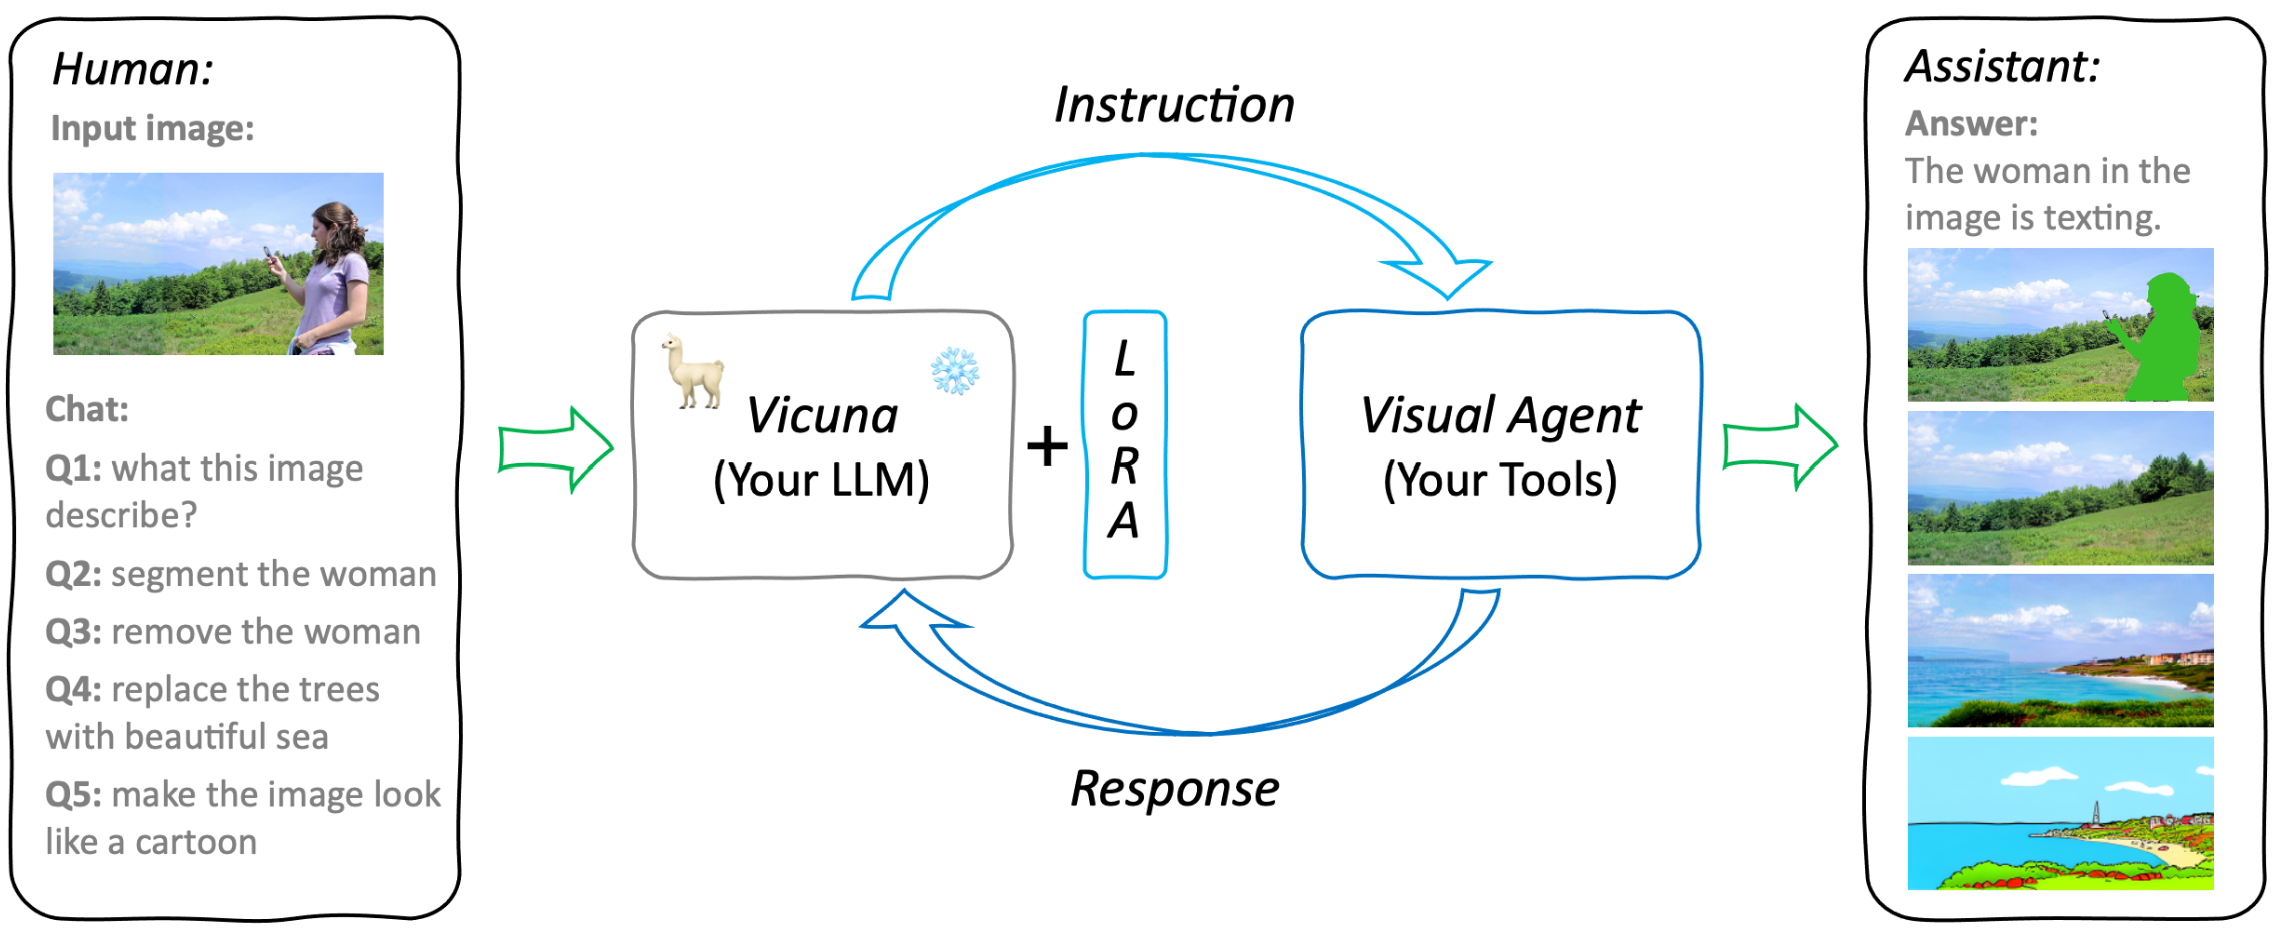 Human:
Input image:
Chat:
Q1: what this image
describe?
Q2: segment the woman
Q3: remove the woman
Q4: replace the trees
with beautiful sea
Q5: make the image look
like a cartoon
Instruction
Vicuna
(Your LLM)
+
L
o
R
A
Visual Agent
(Your Tools)
Response
Assistant:
Answer:
The woman in the
image is texting.